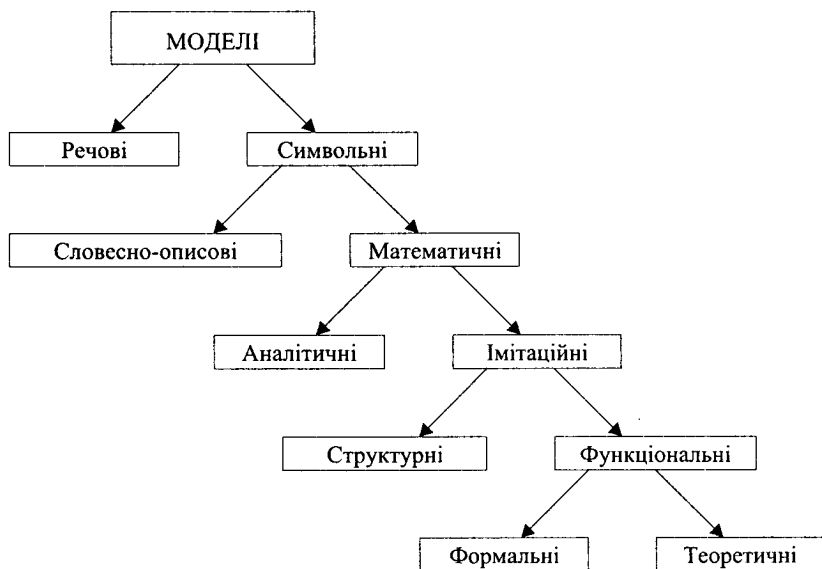 МОДЕЛІ
Речові
Символьні
Словесно-описові
Математичні
Аналітичні
Імітаційні
Структурні
Функціональні
Формальні
Теоретичні